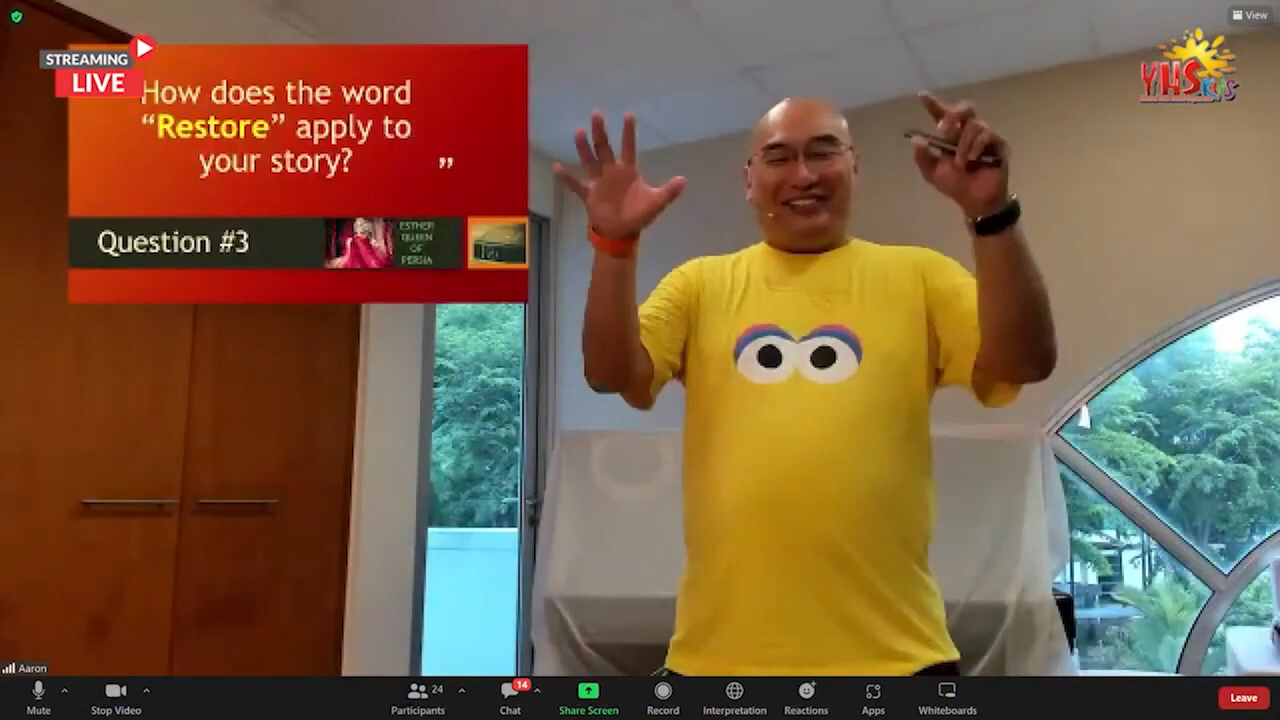 View
STREAMING
LIVE
YHS
Kids
How does the word
“Restore” apply to
your story?
”
Question #3
ESTHER
QUEEN
OF
PERSIA
Aaron
Mute
Stop Video
24
Participants
14
Chat
Share Screen
Record
Interpretation
Reactions
Apps
Whiteboards
Leave